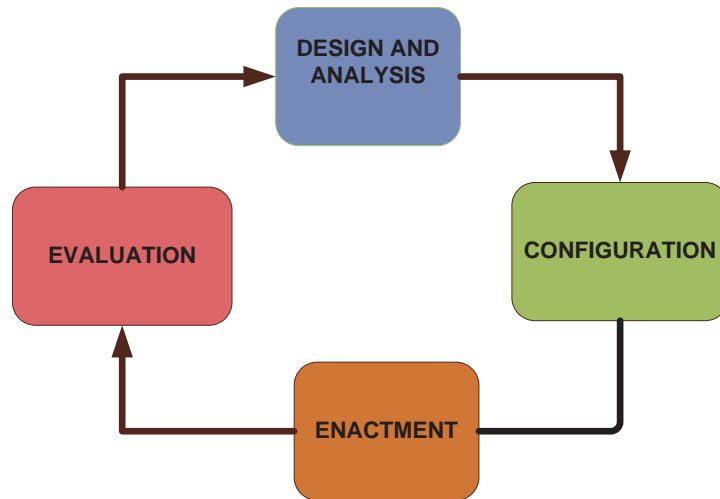 DESIGN AND
ANALYSIS
EVALUATION
CONFIGURATION
ENACTMENT